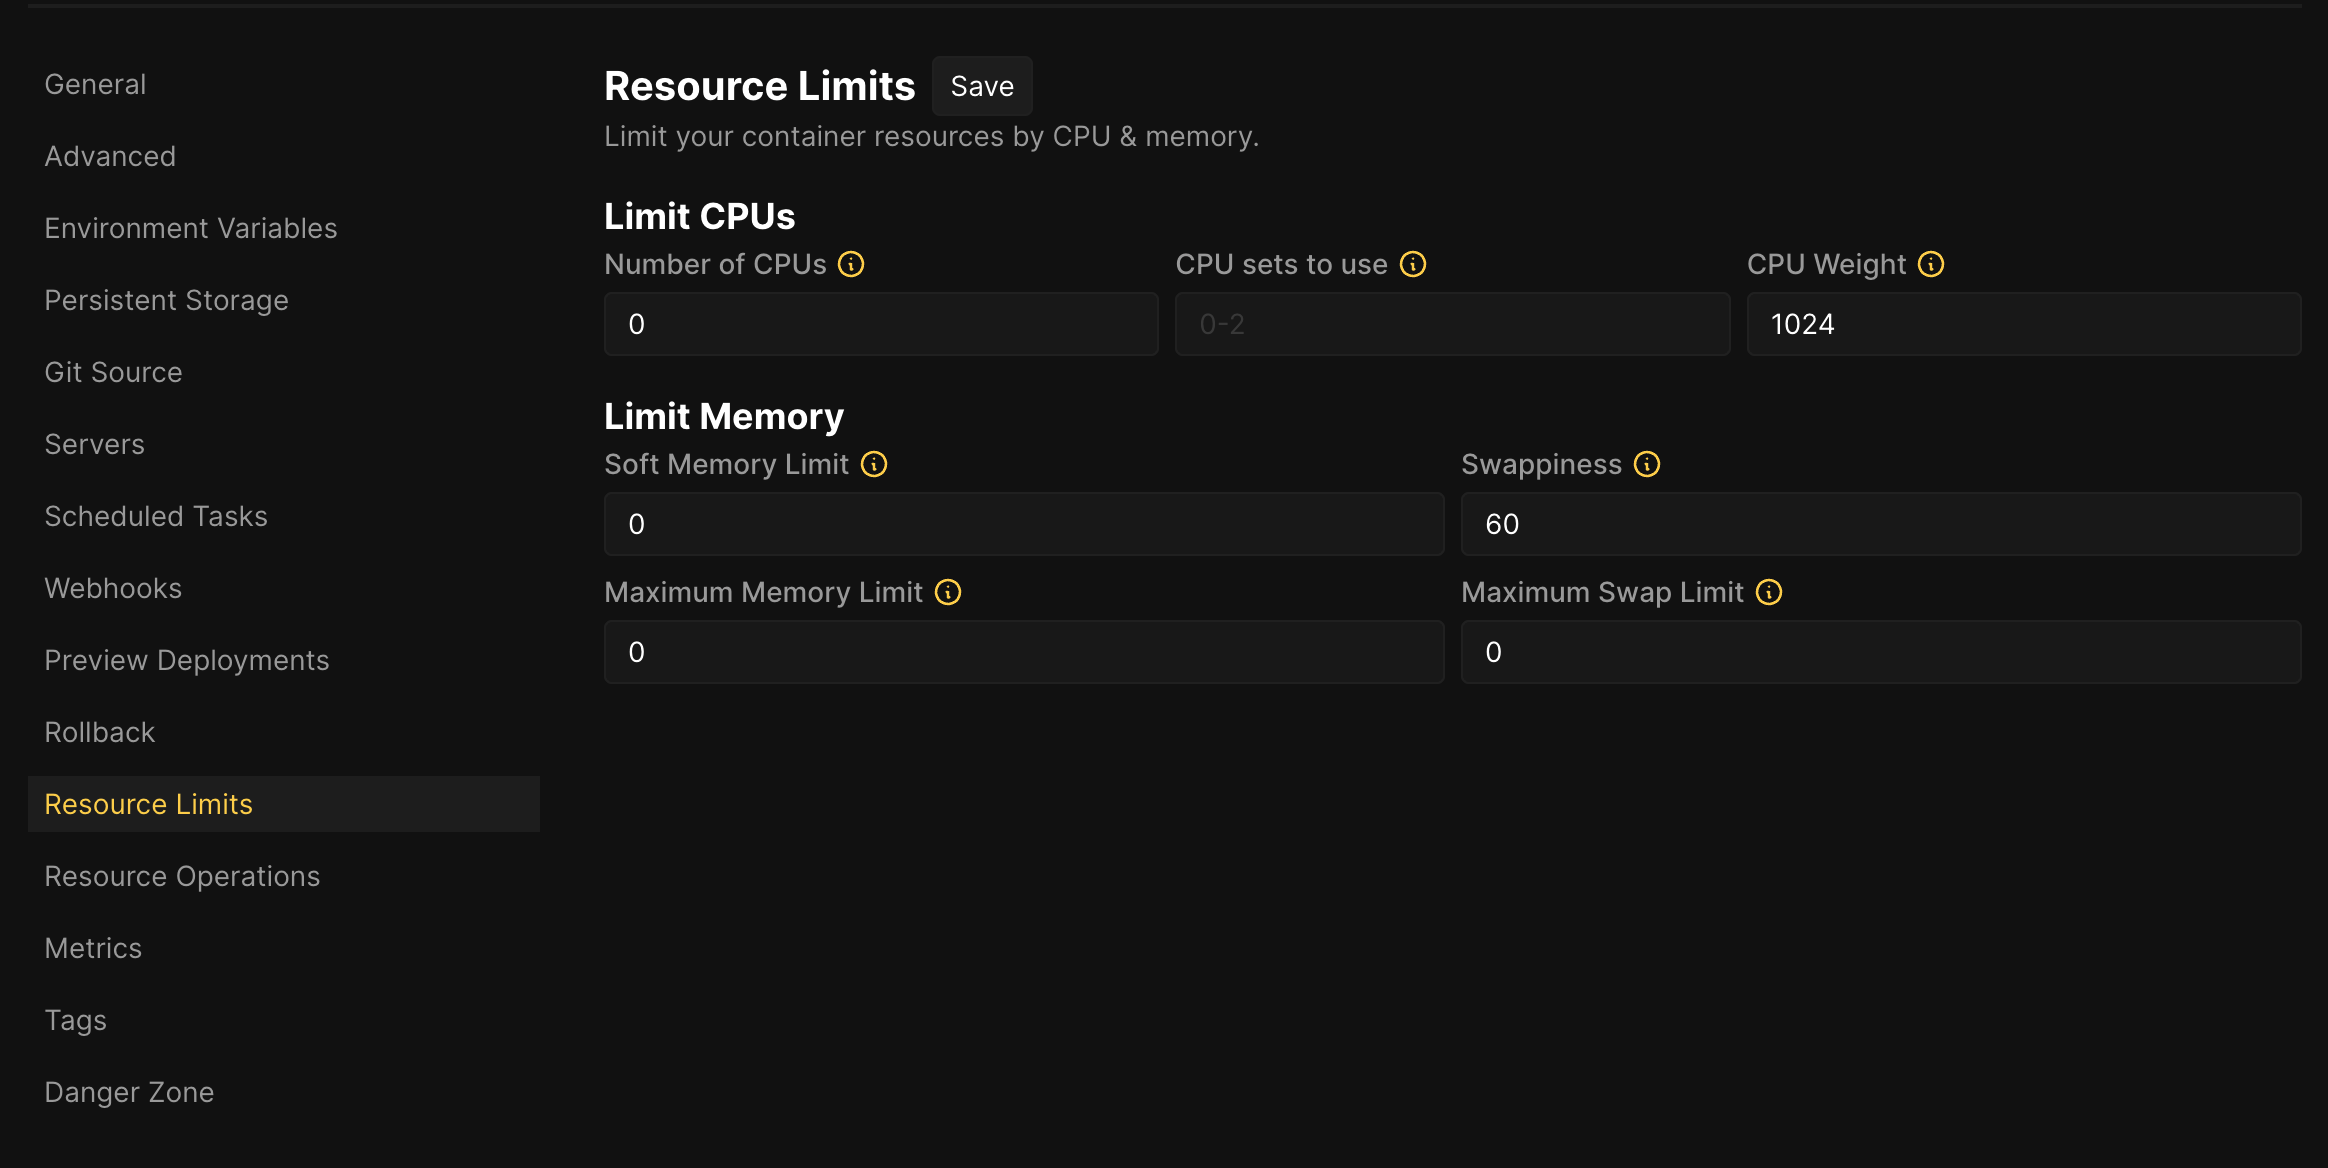 General
Advanced
Environment Variables
Persistent Storage
Git Source
Servers
Scheduled Tasks
Webhooks
Preview Deployments
Rollback
Resource Limits
Resource Operations
Metrics
Tags
Danger Zone
Resource Limits Save
Limit your container resources by CPU & memory.
Limit CPUs
Number of CPUs CPU sets to use CPU Weight
0 0-2 1024
Limit Memory
Soft Memory Limit Swappiness
0 60
Maximum Memory Limit Maximum Swap Limit
0 0